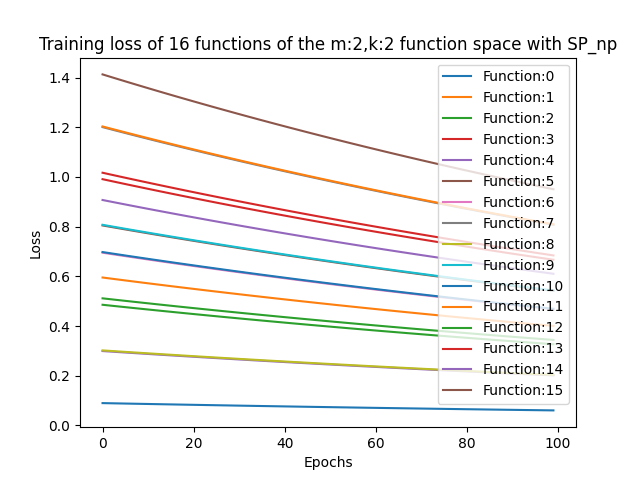 Training loss of 16 functions of the m:2,k:2 function space with SP_np
Loss
1.4
1.2
1.0
0.8
0.6
0.4
0.2
0.0
Function:0
Function:1
Function:2
Function:3
Function:4
Function:5
Function:6
Function:7
Function:8
Function:9
Function:10
Function:11
Function:12
Function:13
Function:14
Function:15
0 20 40 60 80 100
Epochs